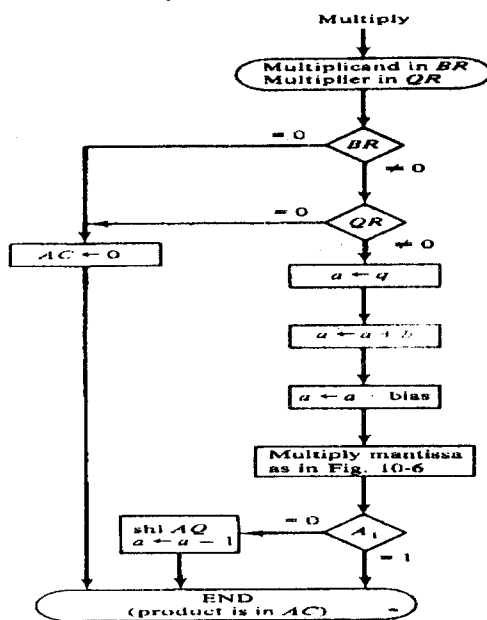 Multiply
Multiplicand in BR
Multiplier in QR
= 0
BR
≠ 0
= 0
QR
≠ 0
AC ← 0
a ← q
a ← a + b
a ← a - bias
Multiply mantissa
as in Fig. 10-6
shl AQ
a ← a − 1
= 0
A₁
= 1
END
(product is in AC)